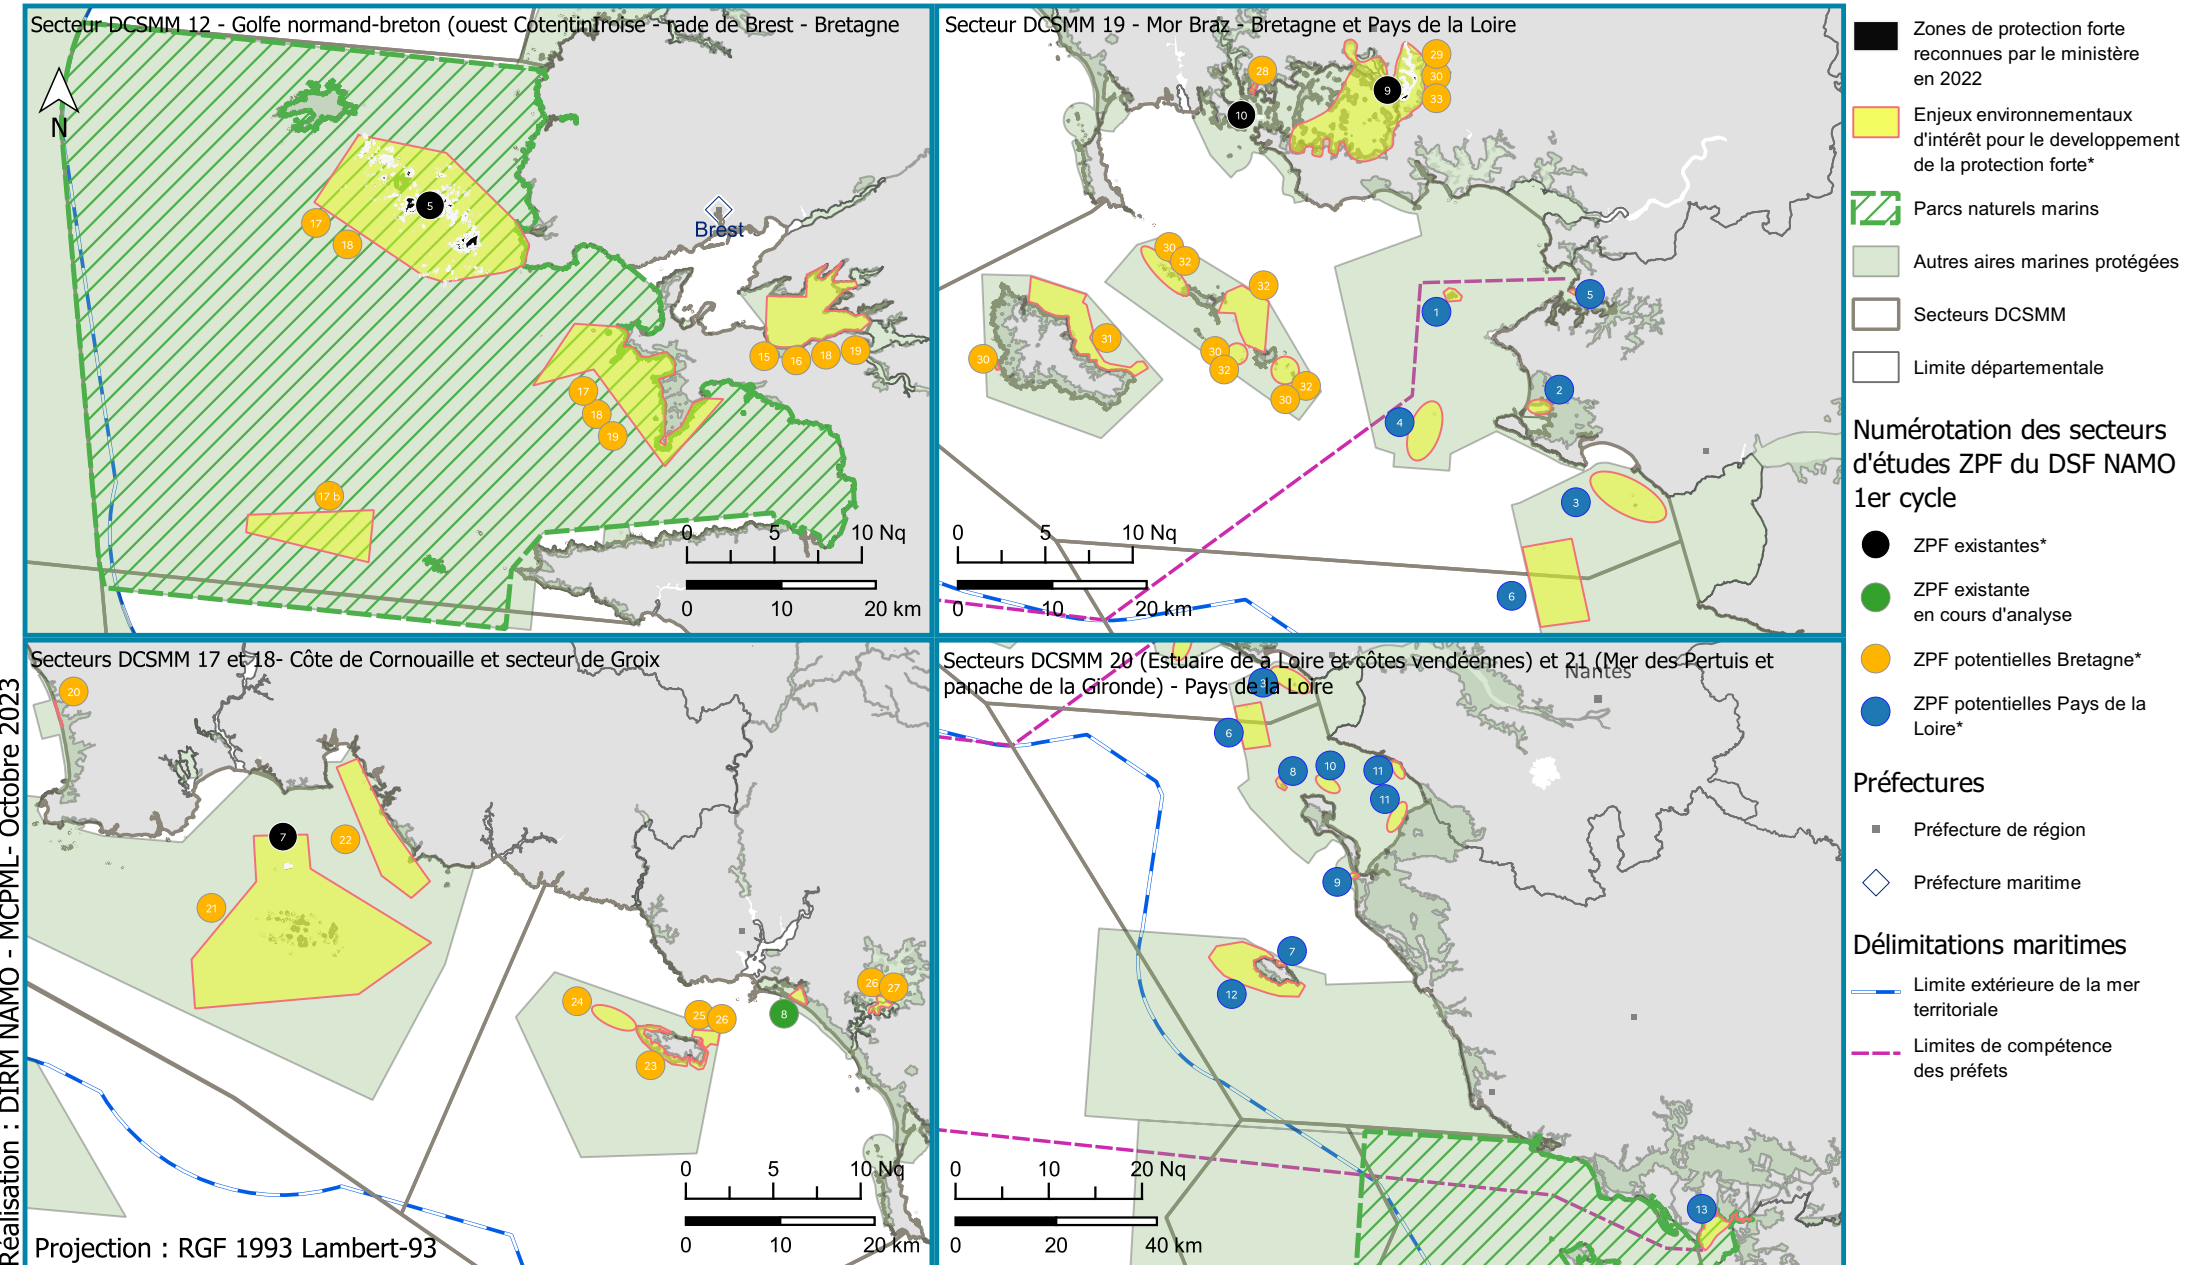 Secteur DCSMM 12 - Golfe normand-breton (ouest CotentinIroise - rade de Brest - Bretagne
N
5
17
18
Brest
15
16
18
19
17
18
19
17 b
0 5 10 Nq
0 10 20 km
Secteur DCSMM 19 - Mor Braz - Bretagne et Pays de la Loire
28
29
30
33
9
10
30
32
32
31
30
30
32
32
30
1
5
2
4
3
6
0 5 10 Nq
0 10 20 km
Secteurs DCSMM 17 et 18- Côte de Cornouaille et secteur de Groix
20
7
22
21
24
25
26
23
8
26
27
0 5 10 Nq
0 10 20 km
Projection : RGF 1993 Lambert-93
Réalisation : DIRM NAMO - MCPML- Octobre 2023
Secteurs DCSMM 20 (Estuaire de a Loire et côtes vendéennes) et 21 (Mer des Pertuis et
panache de la Gironde) - Pays de la Loire
Nantes
3
6
8
10
11
11
9
7
12
13
0 10 20 Nq
0 20 40 km
Zones de protection forte
reconnues par le ministère
en 2022
Enjeux environnementaux
d'intérêt pour le developpement
de la protection forte*
Parcs naturels marins
Autres aires marines protégées
Secteurs DCSMM
Limite départementale
Numérotation des secteurs
d'études ZPF du DSF NAMO
1er cycle
ZPF existantes*
ZPF existante
en cours d'analyse
ZPF potentielles Bretagne*
ZPF potentielles Pays de la
Loire*
Préfectures
Préfecture de région
Préfecture maritime
Délimitations maritimes
Limite extérieure de la mer
territoriale
Limites de compétence
des préfets